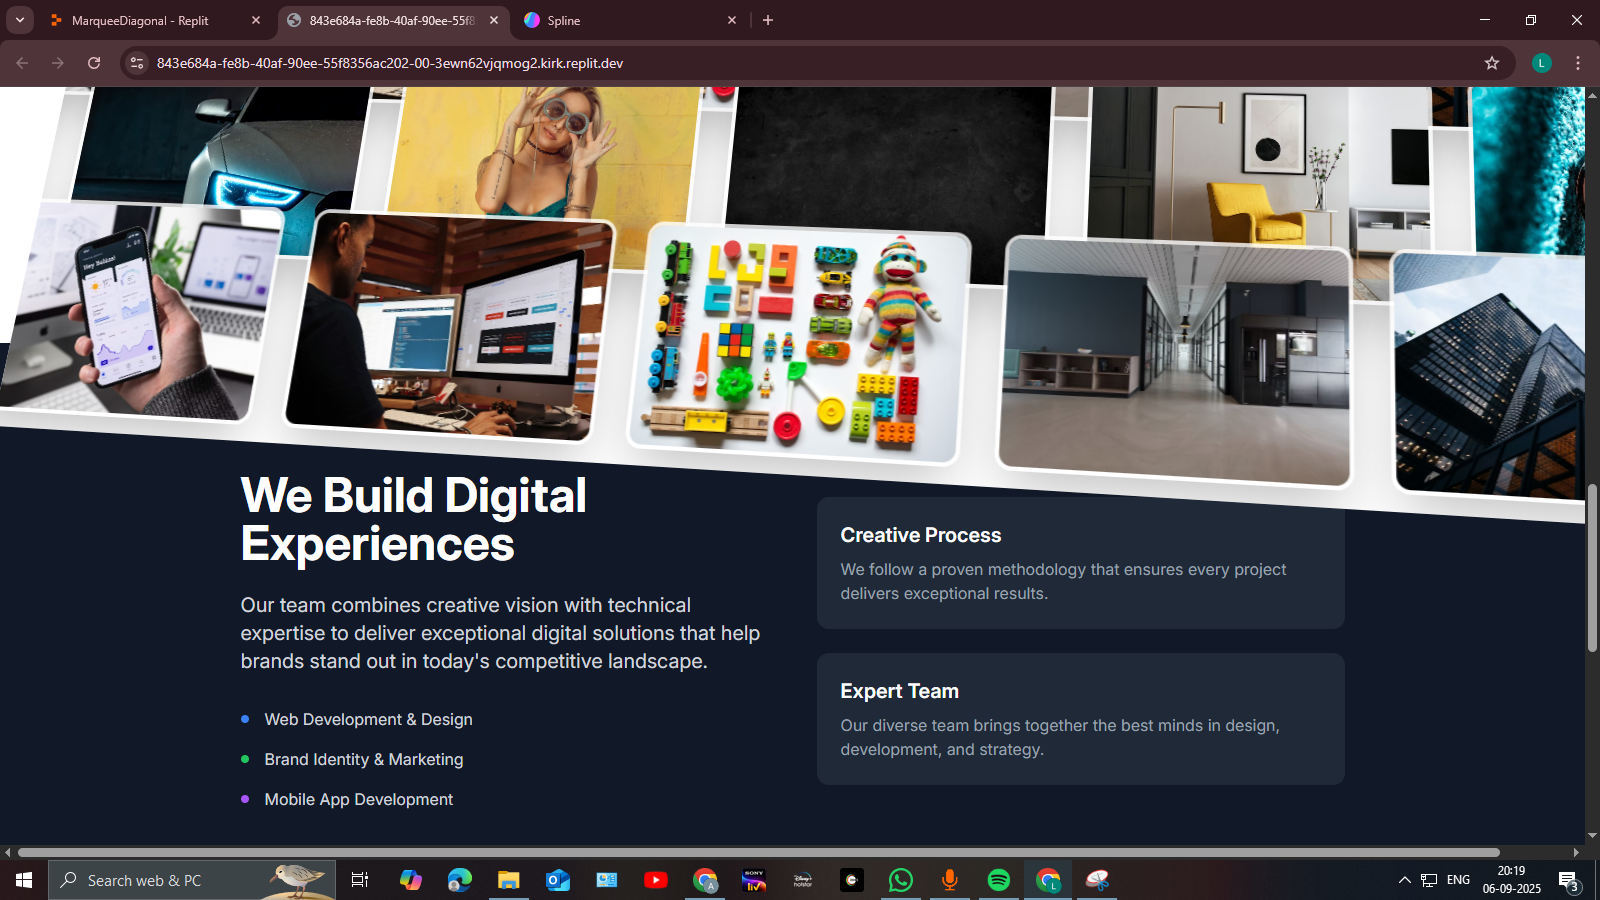 MarqueeDiagonal - Replit
843e684a-fe8b-40af-90ee-55f8
Spline
843e684a-fe8b-40af-90ee-55f8356ac202-00-3ewn62vjqmog2.kirk.replit.dev
L
We Build Digital
Experiences
Our team combines creative vision with technical
expertise to deliver exceptional digital solutions that help
brands stand out in today's competitive landscape.
Web Development & Design
Brand Identity & Marketing
Mobile App Development
Creative Process
We follow a proven methodology that ensures every project
delivers exceptional results.
Expert Team
Our diverse team brings together the best minds in design,
development, and strategy.
Search web & PC
ENG
20:19
06-09-2025
3